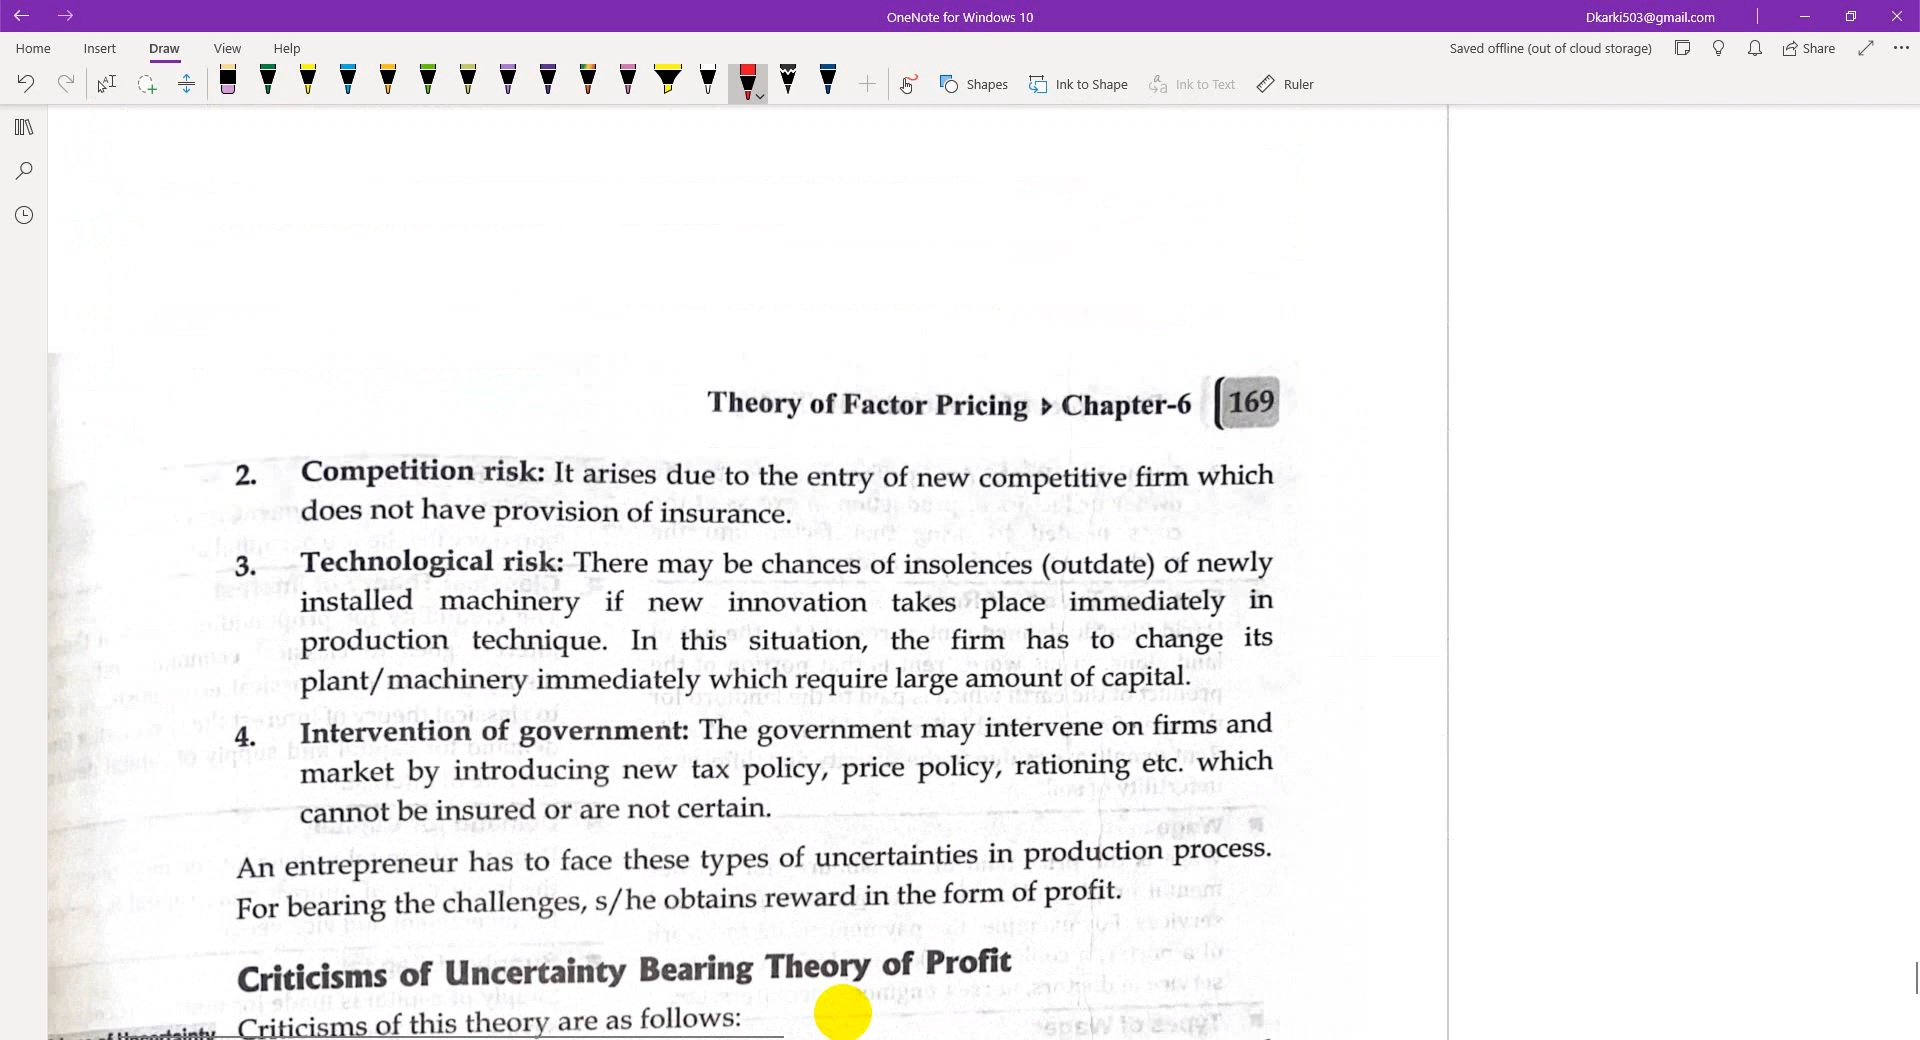 OneNote for Windows 10
Dkarki503@gmail.com
Home Insert Draw View Help
Saved offline (out of cloud storage) Share
Shapes Ink to Shape Ink to Text Ruler
Theory of Factor Pricing Chapter-6 169
2. Competition risk: It arises due to the entry of new competitive firm which
does not have provision of insurance.
3. Technological risk: There may be chances of insolences (outdate) of newly
installed machinery if new innovation takes place immediately in
production technique. In this situation, the firm has to change its
plant/machinery immediately which require large amount of capital.
4. Intervention of government: The government may intervene on firms and
market by introducing new tax policy, price policy, rationing etc. which
cannot be insured or are not certain.
An entrepreneur has to face these types of uncertainties in production process.
For bearing the challenges, s/he obtains reward in the form of profit.
Criticisms of Uncertainty Bearing Theory of Profit
Criticisms of this theory are as follows: